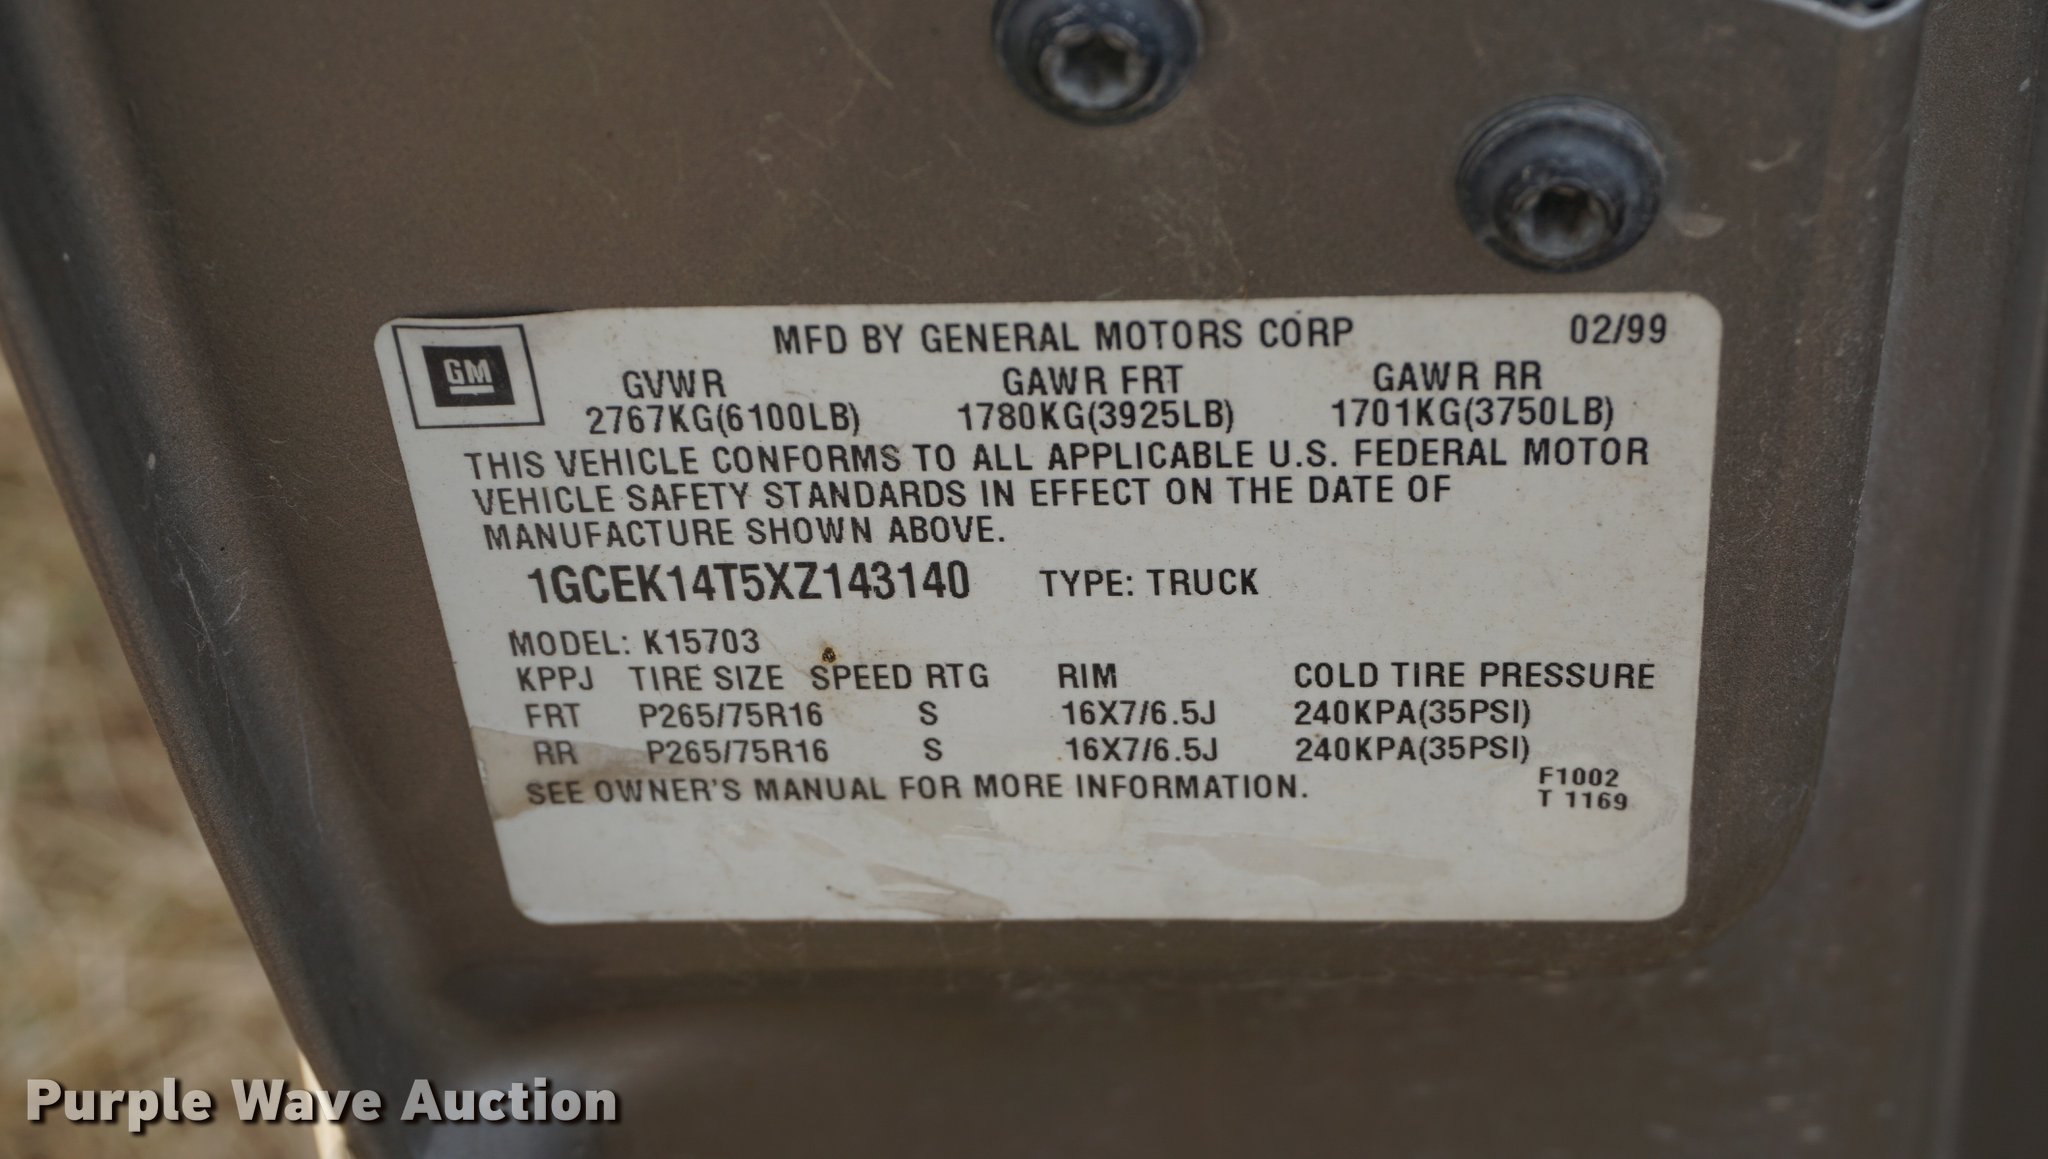 MFD BY GENERAL MOTORS CORP 02/99
GM
GVWR GAWR FRT GAWR RR
2767KG(6100LB) 1780KG(3925LB) 1701KG(3750LB)
THIS VEHICLE CONFORMS TO ALL APPLICABLE U.S. FEDERAL MOTOR
VEHICLE SAFETY STANDARDS IN EFFECT ON THE DATE OF
MANUFACTURE SHOWN ABOVE.
1GCEK14T5XZ143140 TYPE: TRUCK
MODEL: K15703
KPPJ TIRE SIZE SPEED RTG RIM COLD TIRE PRESSURE
FRT P265/75R16 S 16X7/6.5J 240KPA(35PSI)
RR P265/75R16 S 16X7/6.5J 240KPA(35PSI)
SEE OWNER'S MANUAL FOR MORE INFORMATION.
F1002
T 1169
Purple Wave Auction